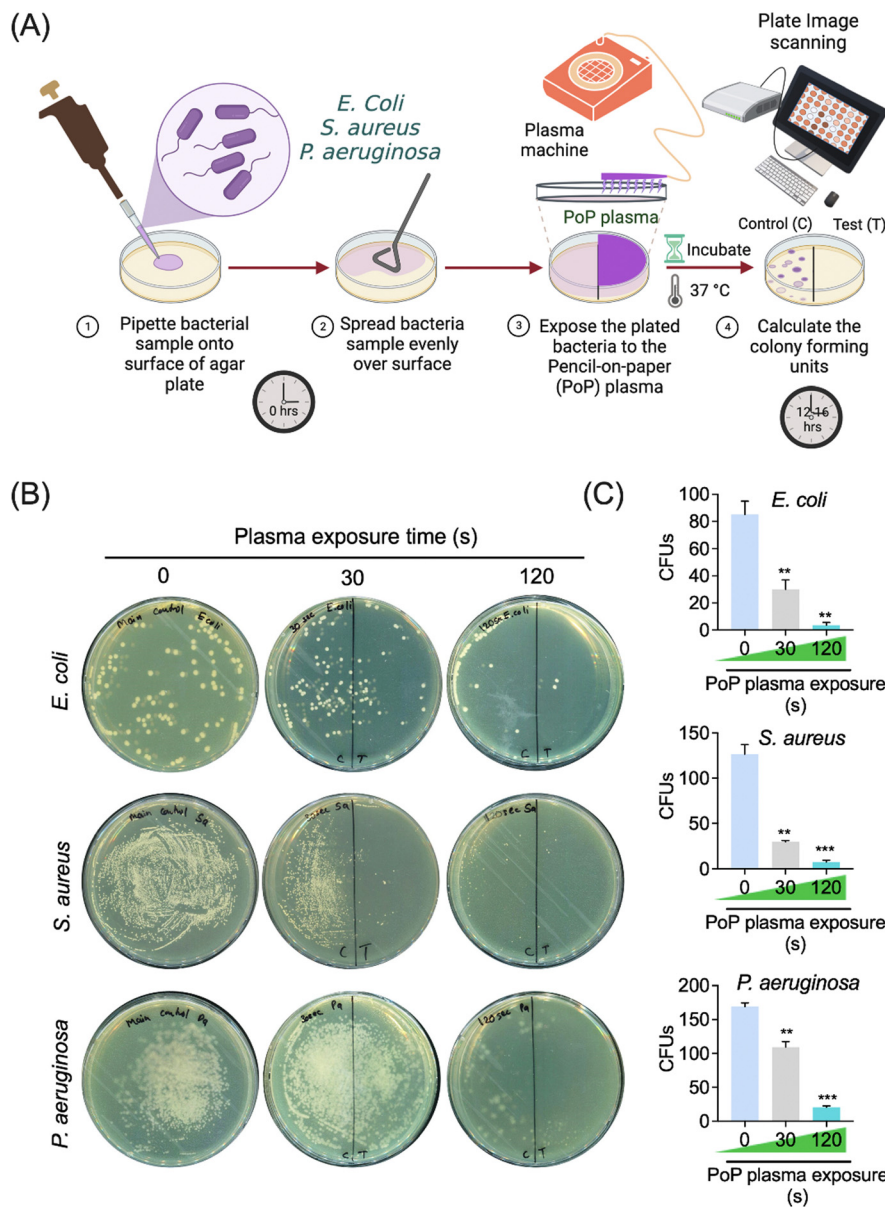 (A)
Plate Image
scanning
E. Coli
S. aureus
P. aeruginosa
Plasma
machine
PoP plasma
Control (C)
Test (T)
Incubate
37 °C
1
Pipette bacterial
sample onto
surface of agar
plate
2
Spread bacteria
sample evenly
over surface
3
Expose the plated
bacteria to the
Pencil-on-paper
(PoP) plasma
4
Calculate the
colony forming
units
0 hrs
12-16
hrs
(B)
Plasma exposure time (s)
0
30
120
E. coli
Main control E coli
30 sec E coli
C T
120 sec E.coli
C T
S. aureus
Main control Sa
30sec Sa
C T
120sec Sa
C T
P. aeruginosa
Main control Pa
30sec Pa
C T
120 sec Pa
C T
(C)
E. coli
CFUs
100
80
60
40
20
0
**
**
0 30 120
PoP plasma exposure
(s)
S. aureus
CFUs
150
100
50
0
**
***
0 30 120
PoP plasma exposure
(s)
P. aeruginosa
CFUs
200
150
100
50
0
**
***
0 30 120
PoP plasma exposure
(s)